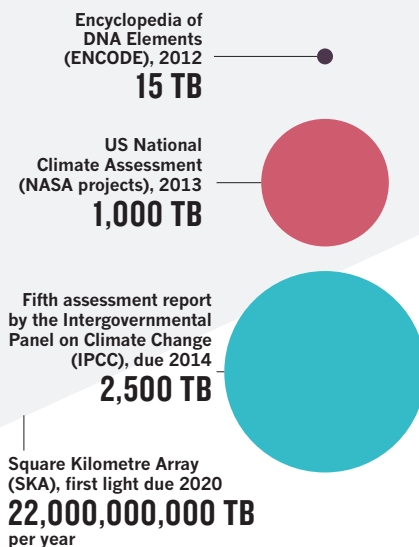 Encyclopedia of
DNA Elements
(ENCODE), 2012
15 TB
US National
Climate Assessment
(NASA projects), 2013
1,000 TB
Fifth assessment report
by the Intergovernmental
Panel on Climate Change
(IPCC), due 2014
2,500 TB
Square Kilometre Array
(SKA), first light due 2020
22,000,000,000 TB
per year